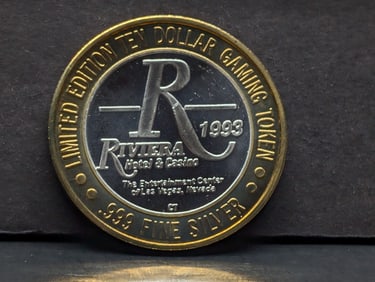 LIMITED EDITION TEN DOLLAR GAMING TOKEN
R
1993
RIVIERA
Hotel & Casino
The Entertainment Center
of Las Vegas, Nevada
CT
.999 FINE SILVER